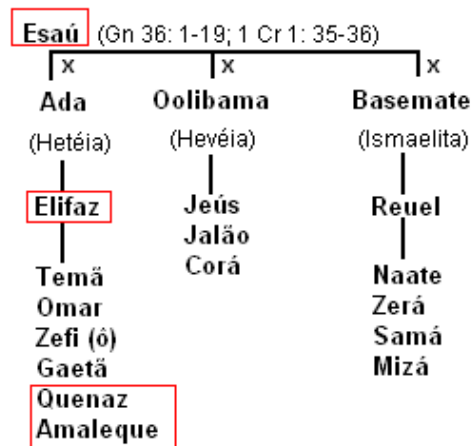 Esaú (Gn 36: 1-19; 1 Cr 1: 35-36)
x x x
Ada Oolibama Basemate
(Hetéia) (Hevéia) (Ismaelita)
Elifaz Jeús Reuel
Jalão
Corá
Temã Naate
Omar Zerá
Zefi (ô) Samá
Gaetã Mizá
Quenaz
Amaleque